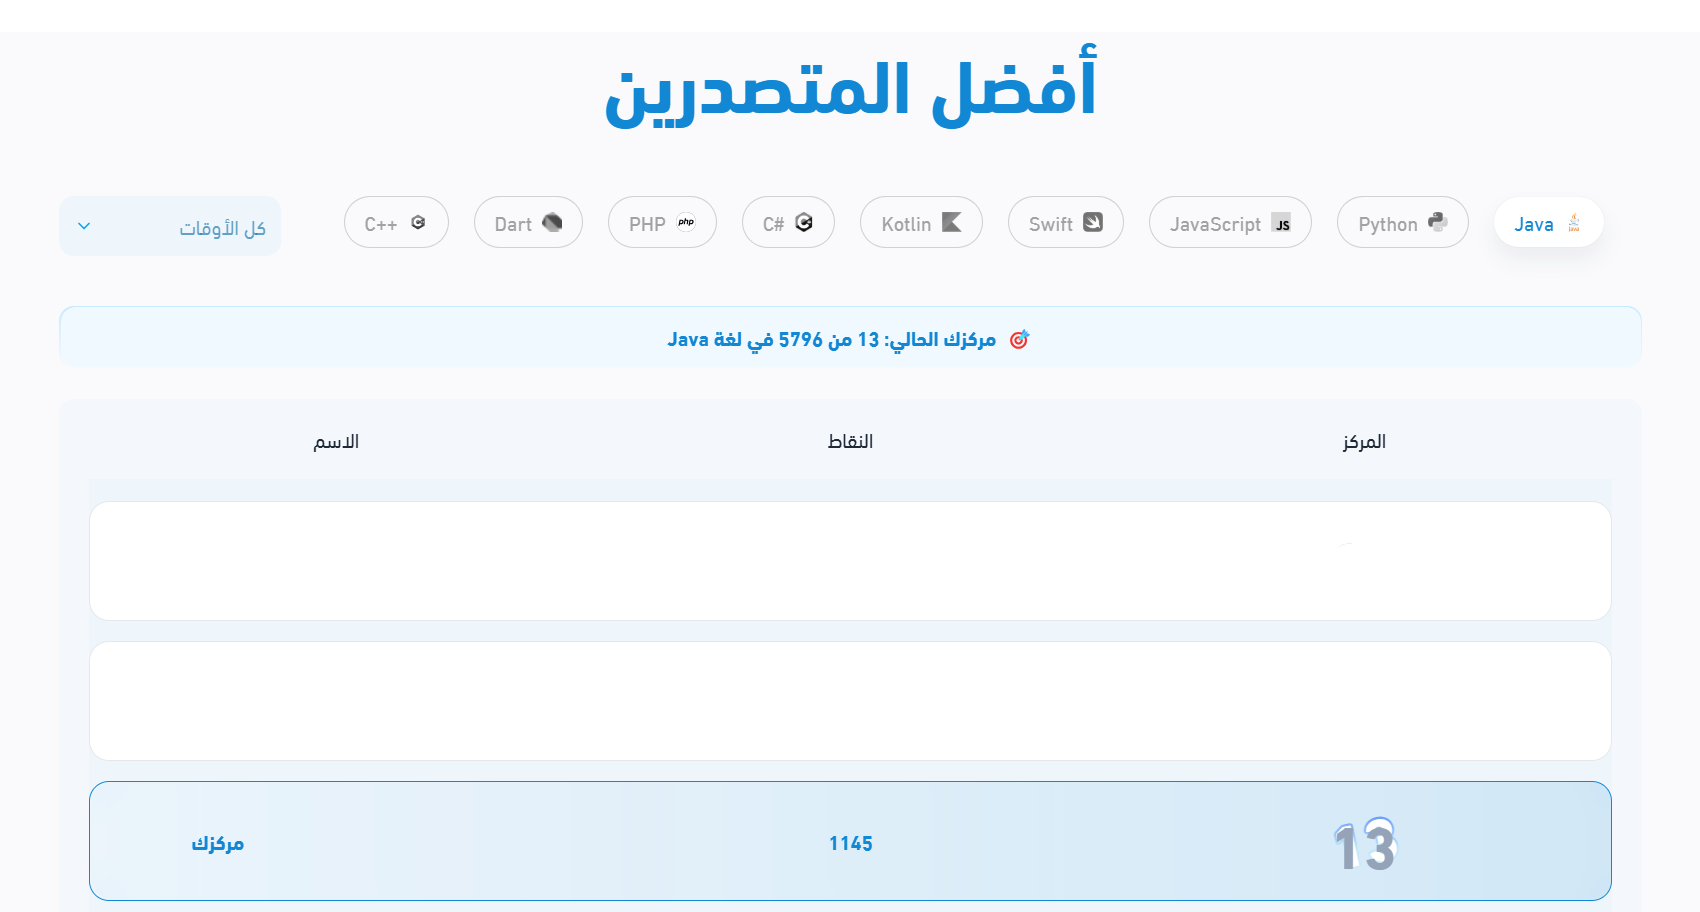 أفضل المتصدرين
Java
Python
JavaScript
Swift
Kotlin
C#
PHP
Dart
C++
كل الأوقات
مركزك الحالي: 13 من 5796 في لغة Java
المركز النقاط الاسم
13 1145 مركزك